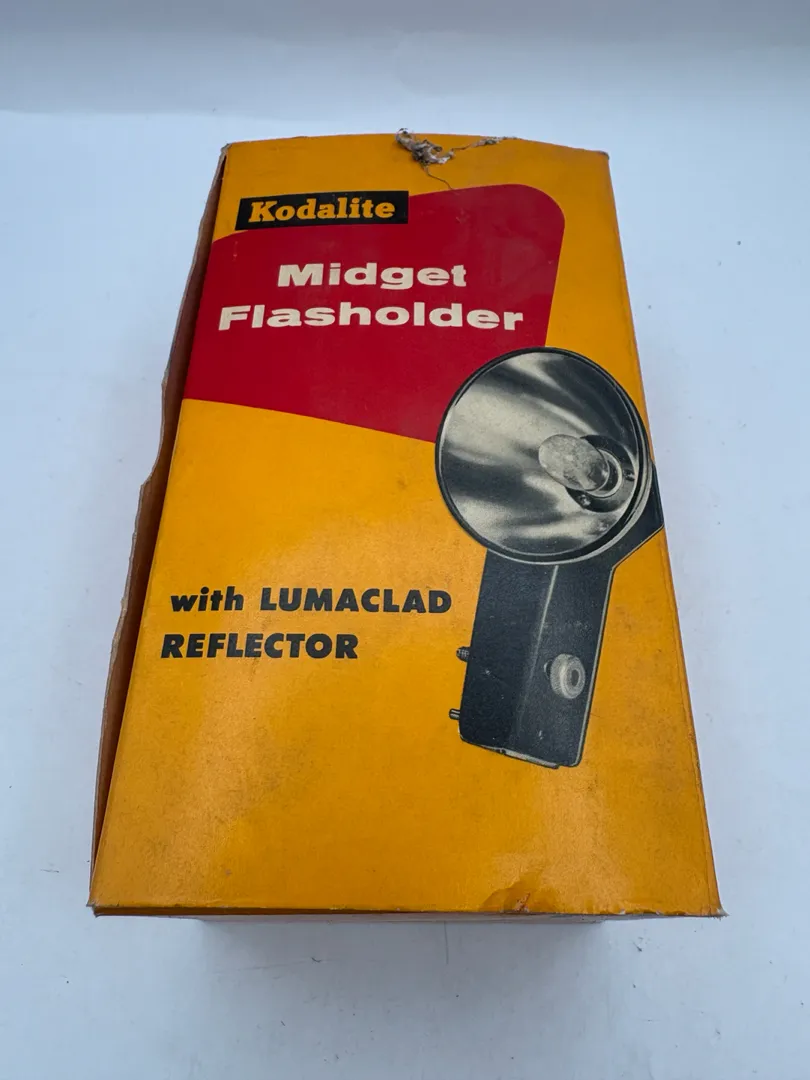 Kodalite
Midget
Flasholder
with LUMACLAD
REFLECTOR